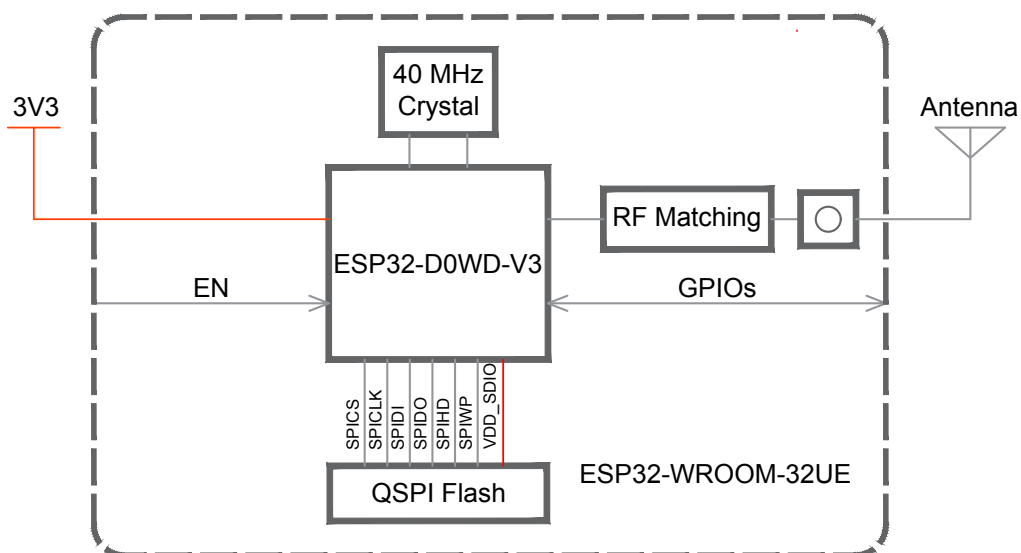 40 MHz
Crystal
3V3
Antenna
RF Matching
ESP32-D0WD-V3
EN
GPIOs
SPICS
SPICLK
SPIDI
SPIDO
SPIHD
SPIWP
VDD_SDIO
ESP32-WROOM-32UE
QSPI Flash